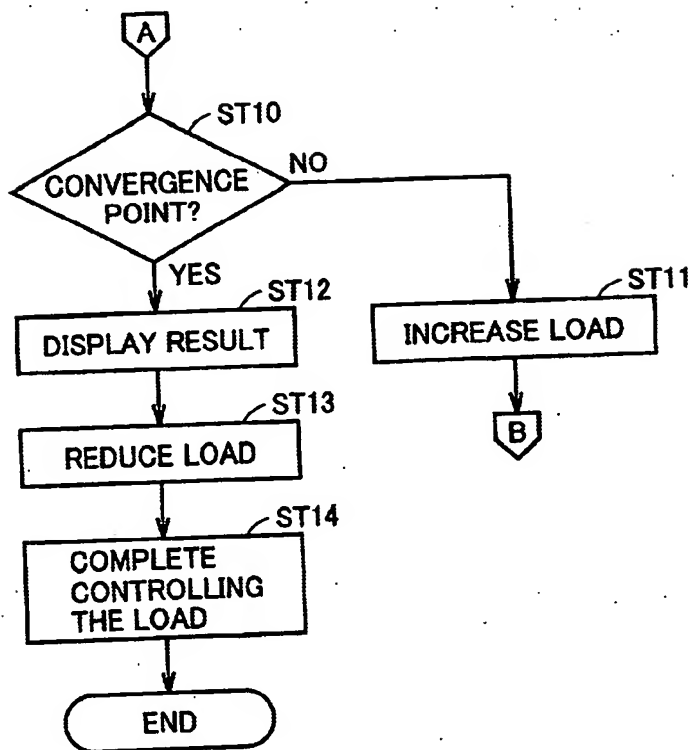 A
ST10
CONVERGENCE
POINT?
NO
YES
ST12
DISPLAY RESULT
ST11
INCREASE LOAD
ST13
REDUCE LOAD
B
ST14
COMPLETE
CONTROLLING
THE LOAD
END